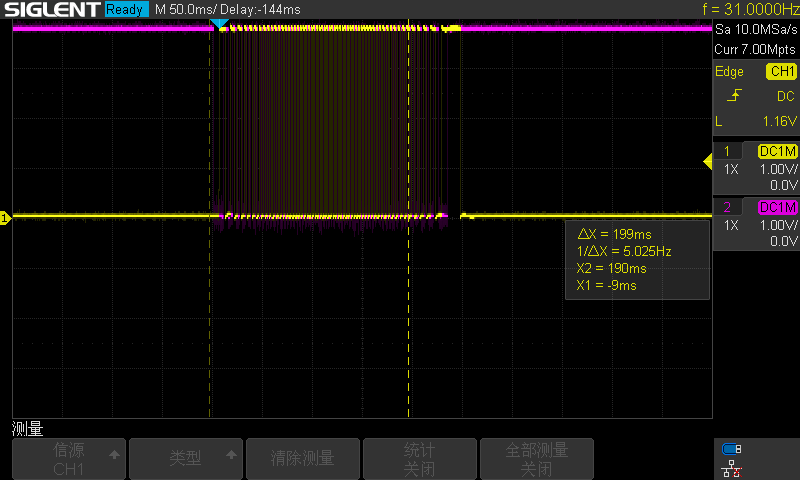 SIGLENT Ready M 50.0ms/ Delay:-144ms f = 31.0000Hz
Sa 10.0MSa/s
Curr 7.00Mpts
Edge CH1
DC
L 1.16V
1 DC1M
1X 1.00V/
0.0V
2 DC1M
1X 1.00V/
0.0V
1
ΔX = 199ms
1/ΔX = 5.025Hz
X2 = 190ms
X1 = -9ms
测量
信源
CH1
类型
清除测量
统计
关闭
全部测量
关闭